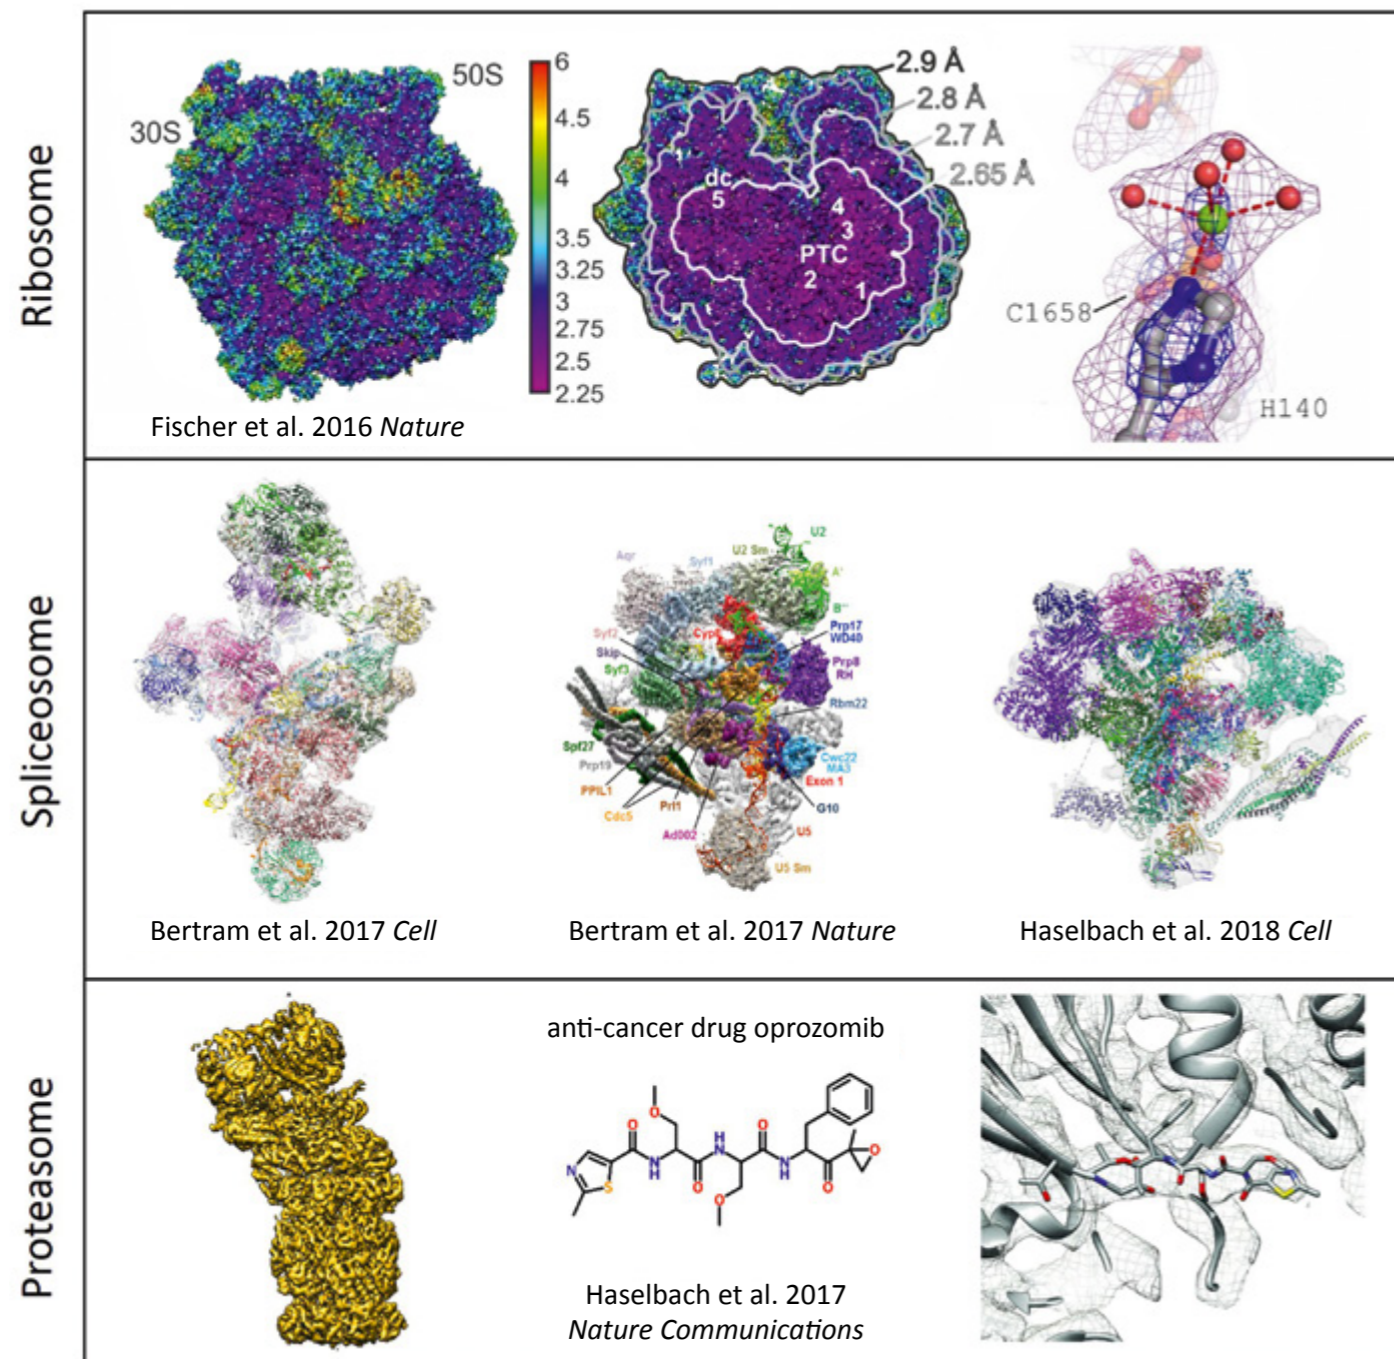 Ribosome
50S
30S
6
4.5
4
3.5
3.25
3
2.75
2.5
2.25
2.9 Å
2.8 Å
2.7 Å
2.65 Å
1
dc
5
4
3
PTC
2
1
C1658
H140
Fischer et al. 2016 Nature
Spliceosome
Aqr
Syf1
U2 Sm
U2
A'
B''
Syf2
Skip
Syf3
Prp17
WD40
Prp8
RH
Rbm22
Spf27
Prp19
PPIL1
Cdc5
Prl1
Ad002
Cwc22
MA3
Exon 1
G10
U5
U5 Sm
Bertram et al. 2017 Cell
Bertram et al. 2017 Nature
Haselbach et al. 2018 Cell
Proteasome
anti-cancer drug oprozomib
O
O
N
S
N
H
O
H
N
O
O
N
H
O
O
Haselbach et al. 2017
Nature Communications